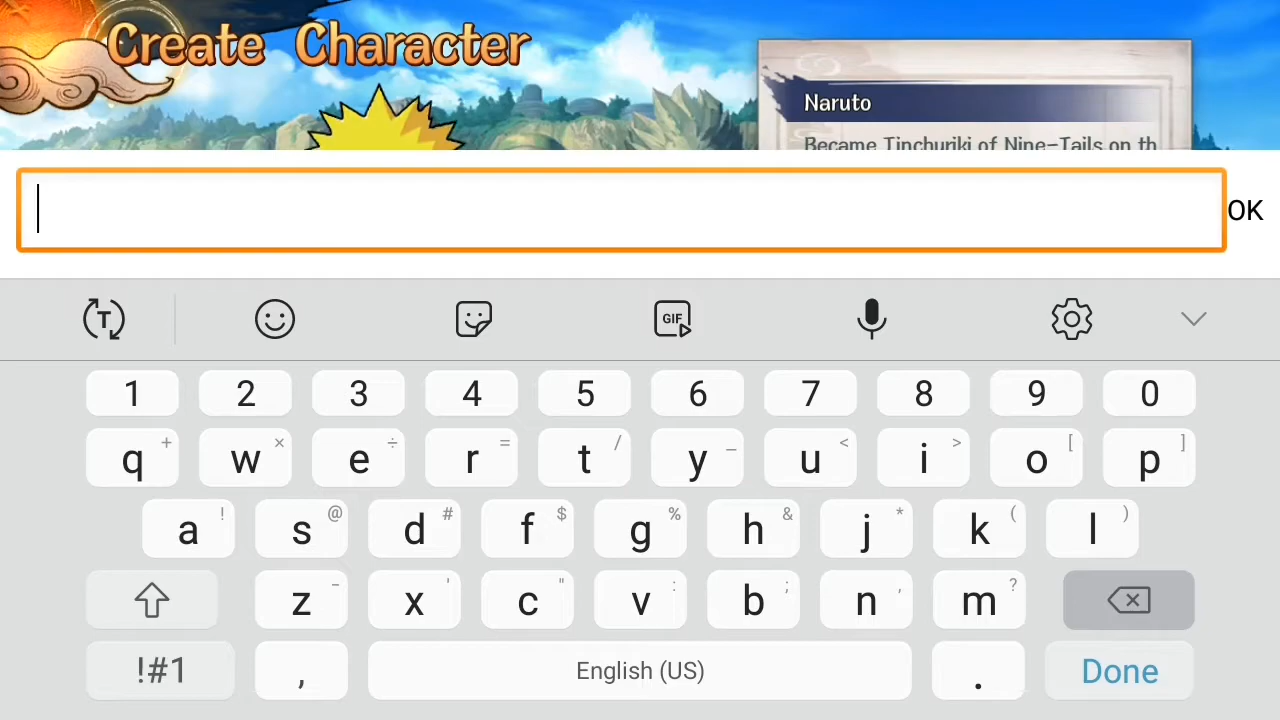 Create Character
Naruto
Became Tinchuriki of Nine-Tails on th
OK
T
GIF
1 2 3 4 5 6 7 8 9 0
q + w × e ÷ r = t / y _ u < i > o [ p ]
a ! s @ d # f $ g % h & j * k ( l )
z - x ' c " v : b ; n , m ?
!#1 , English (US) . Done